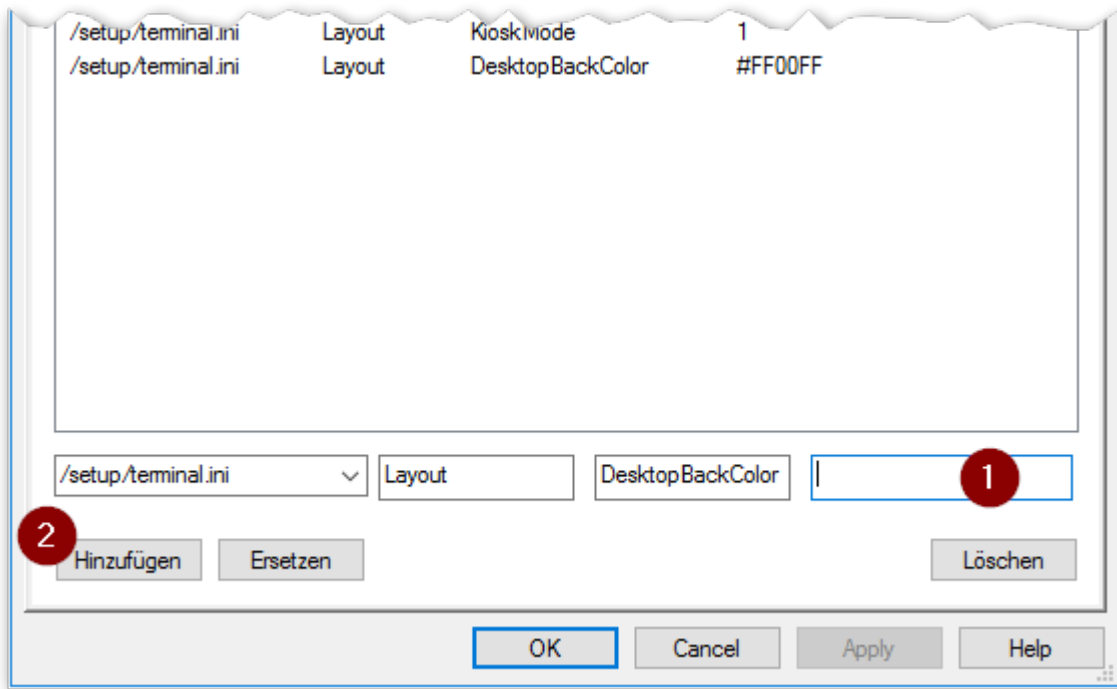 /setup/terminal.ini Layout KioskMode 1
/setup/terminal.ini Layout DesktopBackColor #FF00FF
/setup/terminal.ini Layout DesktopBackColor 1
2
Hinzufügen Ersetzen Löschen
OK Cancel Apply Help